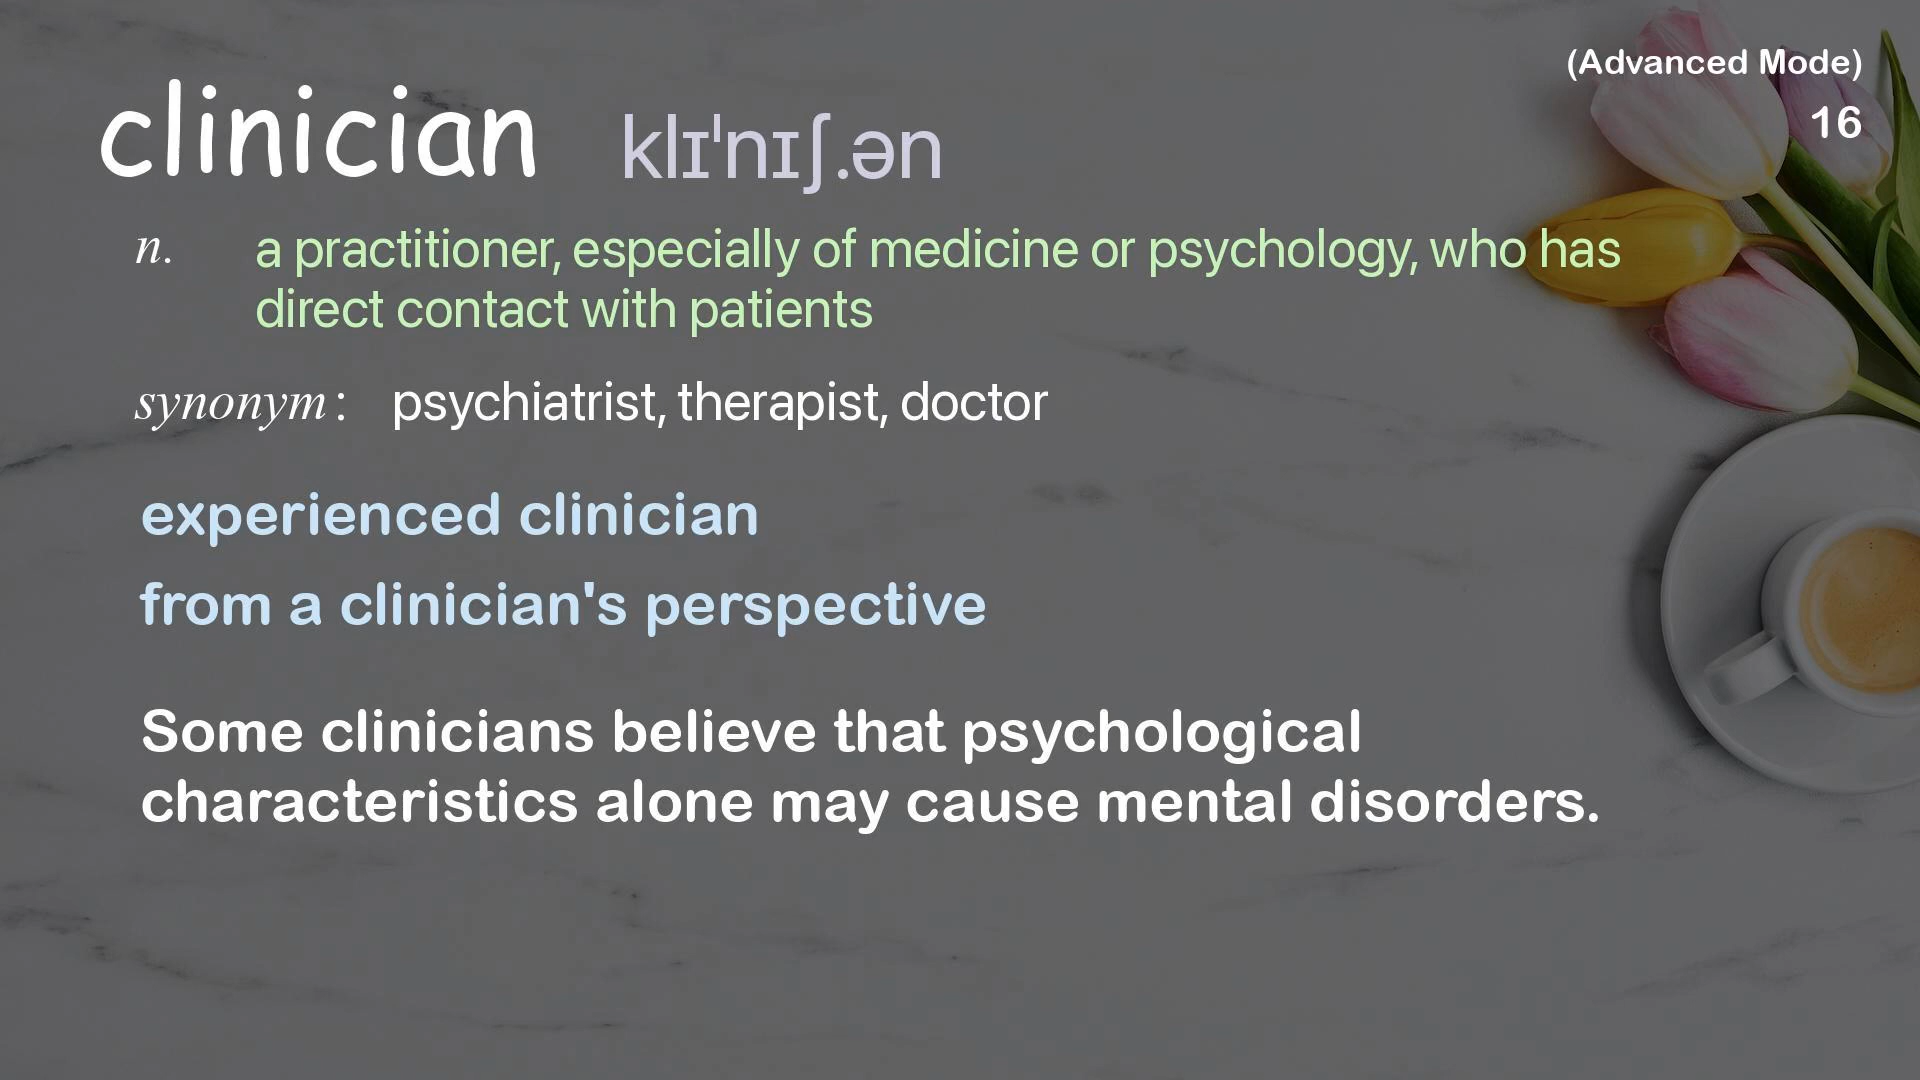 (Advanced Mode)
16
clinician klɪˈnɪʃ.ən
n. a practitioner, especially of medicine or psychology, who has
direct contact with patients
synonym: psychiatrist, therapist, doctor
experienced clinician
from a clinician's perspective
Some clinicians believe that psychological
characteristics alone may cause mental disorders.